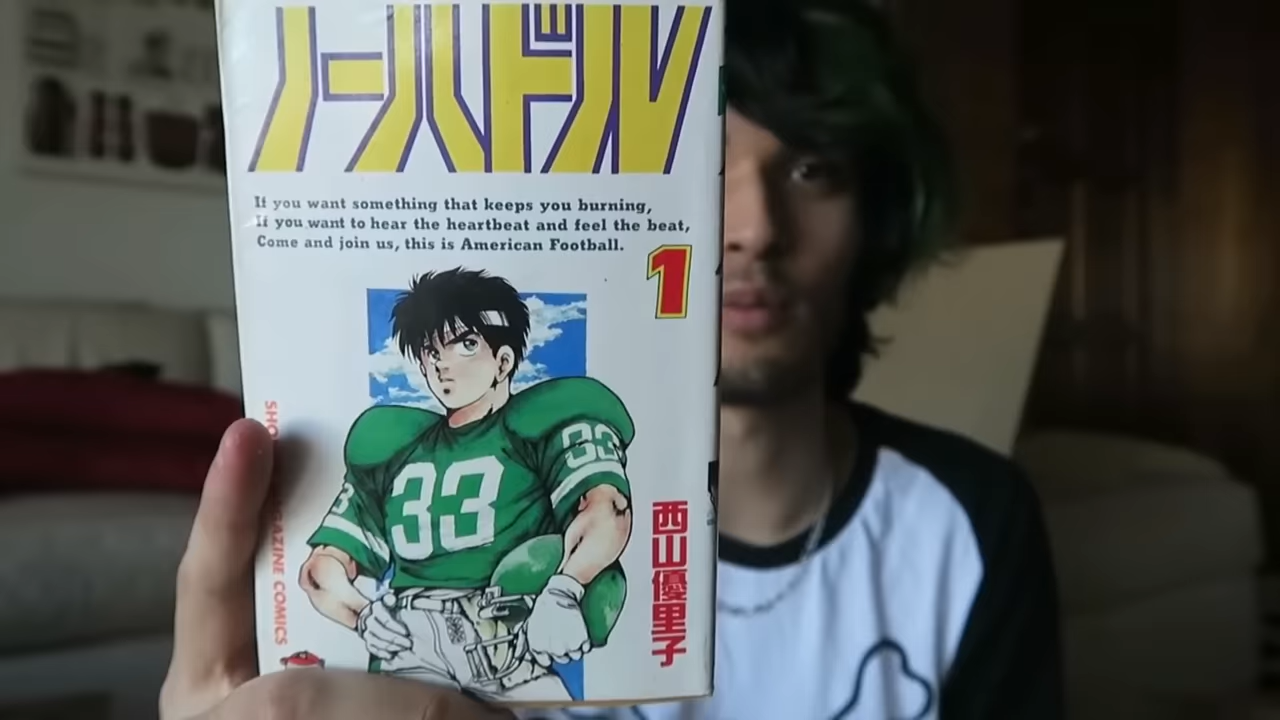 ノーハドル
If you want something that keeps you burning,
If you want to hear the heartbeat and feel the beat,
Come and join us, this is American Football.
1
33
33
3
西山優里子
COMICS